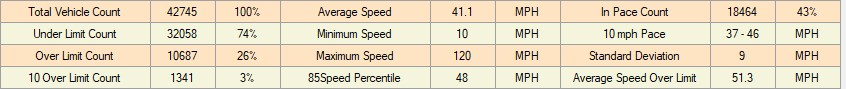 Total Vehicle Count 42745 100% Average Speed 41.1 MPH In Pace Count 18464 43%
Under Limit Count 32058 74% Minimum Speed 10 MPH 10 mph Pace 37 - 46 MPH
Over Limit Count 10687 26% Maximum Speed 120 MPH Standard Deviation 9 MPH
10 Over Limit Count 1341 3% 85Speed Percentile 48 MPH Average Speed Over Limit 51.3 MPH